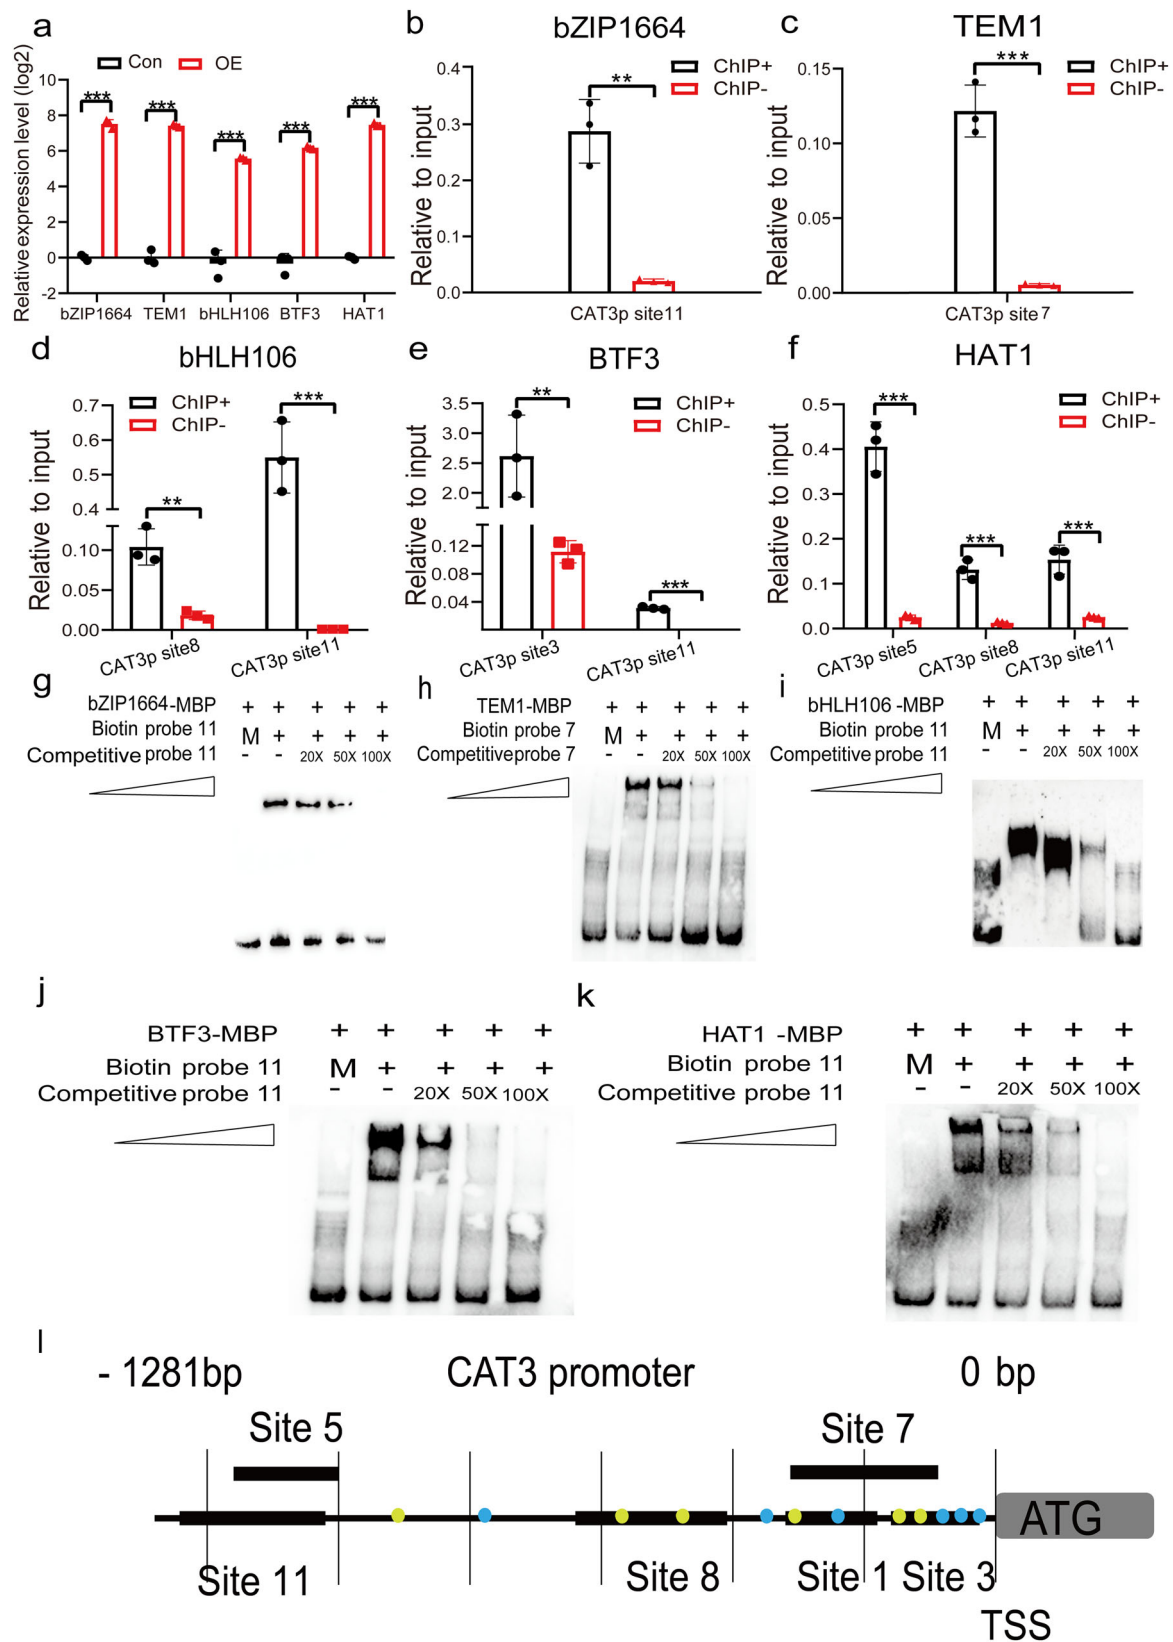 a
Con OE
Relative expression level (log2)
10
8
6
4
2
0
-2
*** *** *** *** ***
bZIP1664 TEM1 bHLH106 BTF3 HAT1
b
bZIP1664
ChIP+
ChIP-
Relative to input
0.4
0.3
0.2
0.1
0.0
**
CAT3p site11
c
TEM1
ChIP+
ChIP-
Relative to input
0.15
0.10
0.05
0.00
***
CAT3p site7
d
bHLH106
ChIP+
ChIP-
Relative to input
0.7
0.6
0.5
0.4
0.10
0.05
0.00
** ***
CAT3p site8 CAT3p site11
e
BTF3
ChIP+
ChIP-
Relative to input
3.5
3.0
2.5
2.0
0.12
0.08
0.04
** ***
CAT3p site3 CAT3p site11
f
HAT1
ChIP+
ChIP-
Relative to input
0.5
0.4
0.3
0.2
0.1
0.0
*** *** ***
CAT3p site5 CAT3p site8 CAT3p site11
g
bZIP1664-MBP + + + + +
Biotin probe 11 M + + + +
Competitive probe 11 - - 20X 50X 100X
h
TEM1-MBP + + + + +
Biotin probe 7 M + + + +
Competitive probe 7 - - 20X 50X 100X
i
bHLH106 -MBP + + + + +
Biotin probe 11 M + + + +
Competitive probe 11 - - 20X 50X 100X
j
BTF3-MBP + + + + +
Biotin probe 11 M + + + +
Competitive probe 11 - - 20X 50X 100X
k
HAT1 -MBP + + + + +
Biotin probe 11 M + + + +
Competitive probe 11 - - 20X 50X 100X
l
- 1281bp CAT3 promoter 0 bp
Site 5 Site 7
ATG
Site 11 Site 8 Site 1 Site 3
TSS